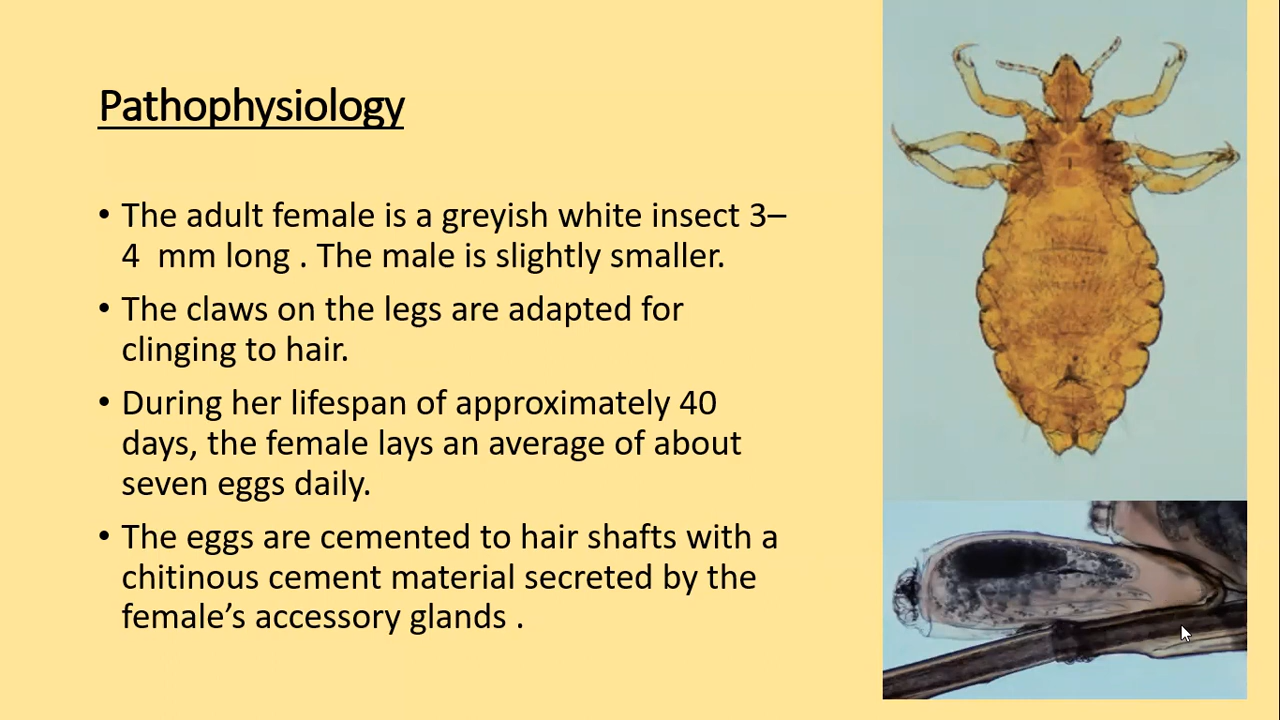 Pathophysiology
• The adult female is a greyish white insect 3–
4  mm long . The male is slightly smaller.
• The claws on the legs are adapted for
clinging to hair.
• During her lifespan of approximately 40
days, the female lays an average of about
seven eggs daily.
• The eggs are cemented to hair shafts with a
chitinous cement material secreted by the
female’s accessory glands .